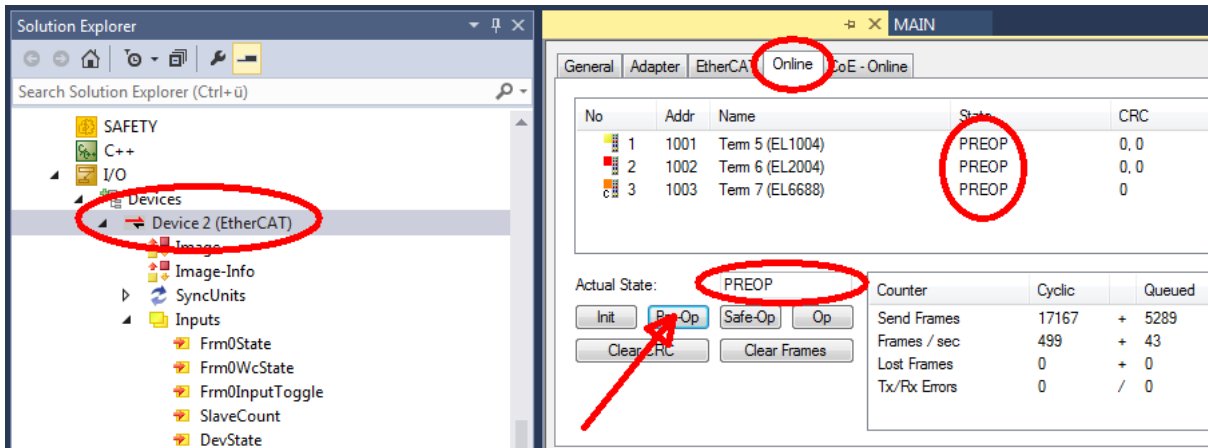 Solution Explorer
Search Solution Explorer (Ctrl+ü)
SAFETY
C++
I/O
Devices
Device 2 (EtherCAT)
Image
Image-Info
SyncUnits
Inputs
Frm0State
Frm0WcState
Frm0InputToggle
SlaveCount
DevState
MAIN
General Adapter EtherCAT Online CoE - Online
No Addr Name State CRC
1 1001 Term 5 (EL1004) PREOP 0, 0
2 1002 Term 6 (EL2004) PREOP 0, 0
C 3 1003 Term 7 (EL6688) PREOP 0
Actual State: PREOP
Init Pre-Op Safe-Op Op
Clear CRC Clear Frames
Counter Cyclic Queued
Send Frames 17167 + 5289
Frames / sec 499 + 43
Lost Frames 0 + 0
Tx/Rx Errors 0 / 0